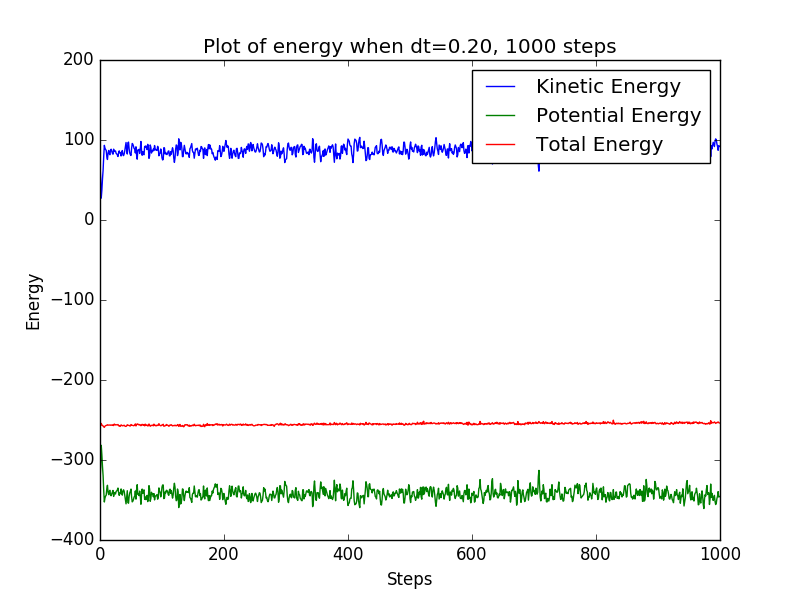 Plot of energy when dt=0.20, 1000 steps
200
100
0
−100
−200
−300
−400
Energy
Kinetic Energy
Potential Energy
Total Energy
0
200
400
600
800
1000
Steps